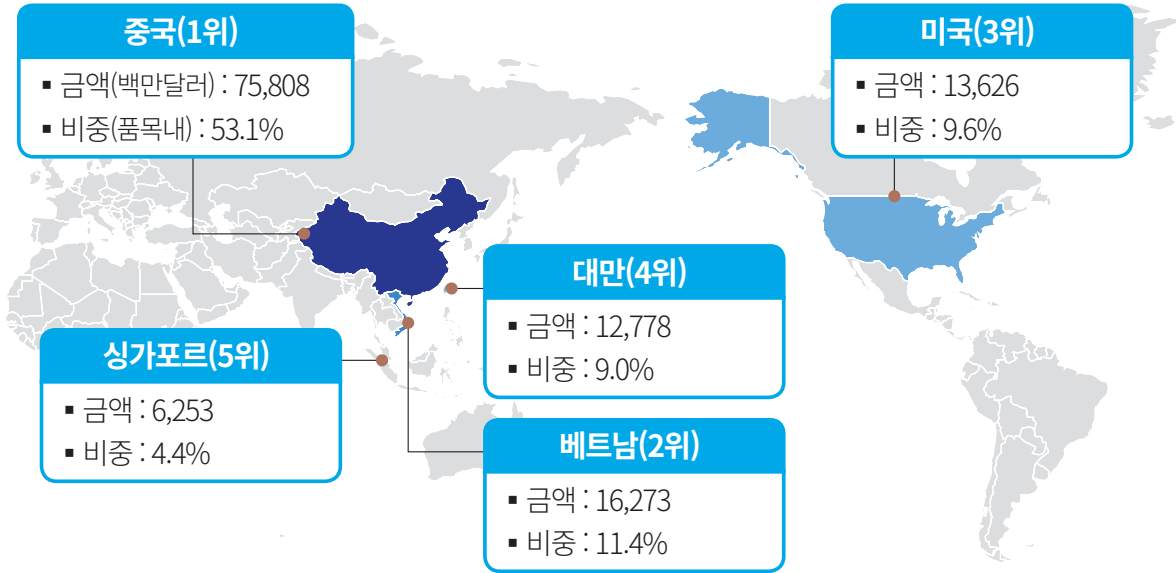 중국(1위)
▪ 금액(백만달러) : 75,808
▪ 비중(품목내) : 53.1%
미국(3위)
▪ 금액 : 13,626
▪ 비중 : 9.6%
대만(4위)
▪ 금액 : 12,778
▪ 비중 : 9.0%
싱가포르(5위)
▪ 금액 : 6,253
▪ 비중 : 4.4%
베트남(2위)
▪ 금액 : 16,273
▪ 비중 : 11.4%